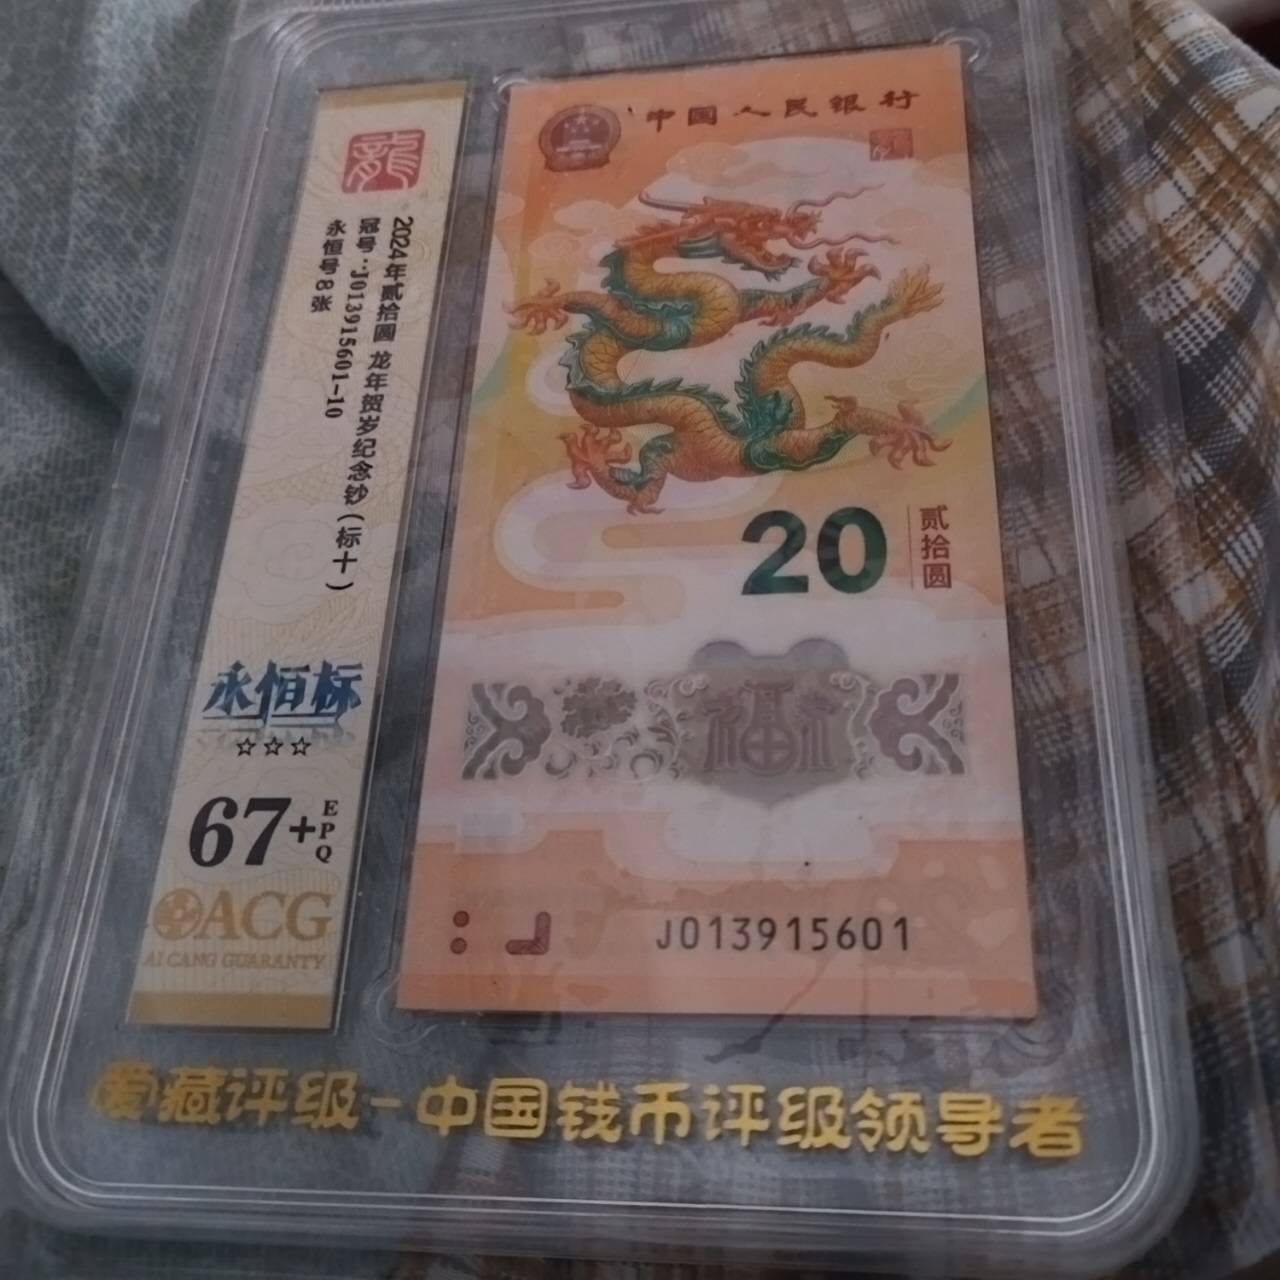 龍
2024年贰拾圆 龙年贺岁纪念钞(标十)
冠号:J013915601-10
永恒号8张
永恒标
☆☆☆
67+EPQ
ACG
AI CANG GUARANTY
中国人民银行
20
贰拾圆
福
J013915601
爱藏评级-中国钱币评级领导者